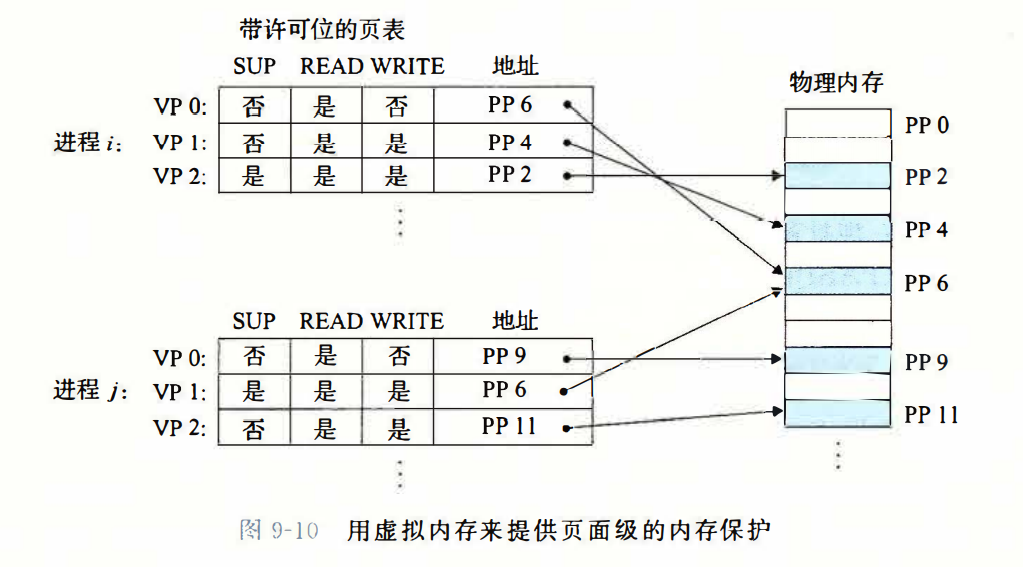 带许可位的页表
SUP READ WRITE 地址
物理内存
进程 i:
VP 0: 否 是 否 PP 6
VP 1: 否 是 是 PP 4
VP 2: 是 是 是 PP 2
PP 0
PP 2
PP 4
PP 6
PP 9
PP 11
SUP READ WRITE 地址
进程 j:
VP 0: 否 是 否 PP 9
VP 1: 是 是 是 PP 6
VP 2: 否 是 是 PP 11
图 9-10 用虚拟内存来提供页面级的内存保护